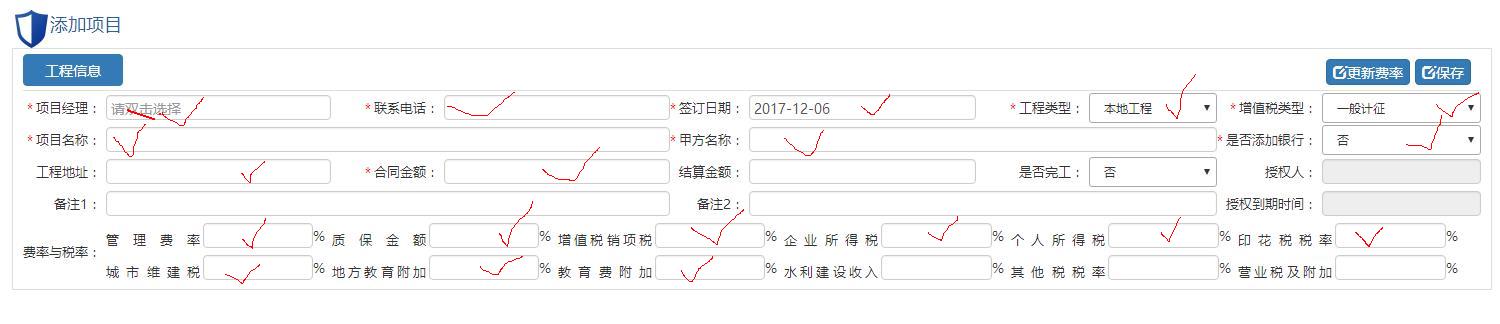 添加项目
工程信息 更新费率 保存
*项目经理： 请双击选择 *联系电话： *签订日期： 2017-12-06 *工程类型： 本地工程 *增值税类型： 一般计征
*项目名称： *甲方名称： *是否添加银行： 否
工程地址： *合同金额： 结算金额： 是否完工： 否 授权人：
备注1： 备注2： 授权到期时间：
费率与税率：
管理费率 % 质保金额 % 增值税销项税 % 企业所得税 % 个人所得税 % 印花税税率 %
城市维建税 % 地方教育附加 % 教育费附加 % 水利建设收入 % 其他税税率 % 营业税及附加 %